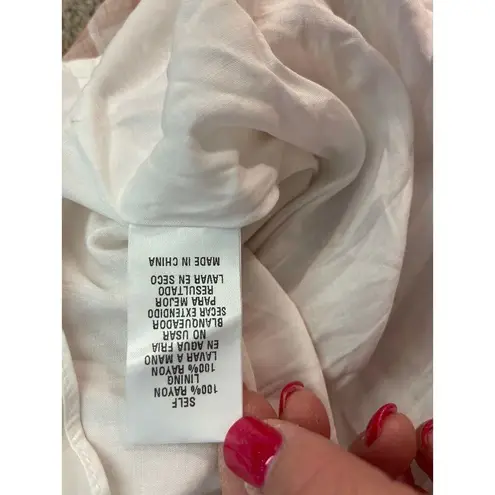 SELF
100% RAYON
LINING
100% RAYON
LAVAR A MANO
EN AGUA FRIA
NO USAR
BLANQUEADOR
SECAR EXTENDIDO
PARA MEJOR
RESULTADO
LAVAR EN SECO
MADE IN CHINA